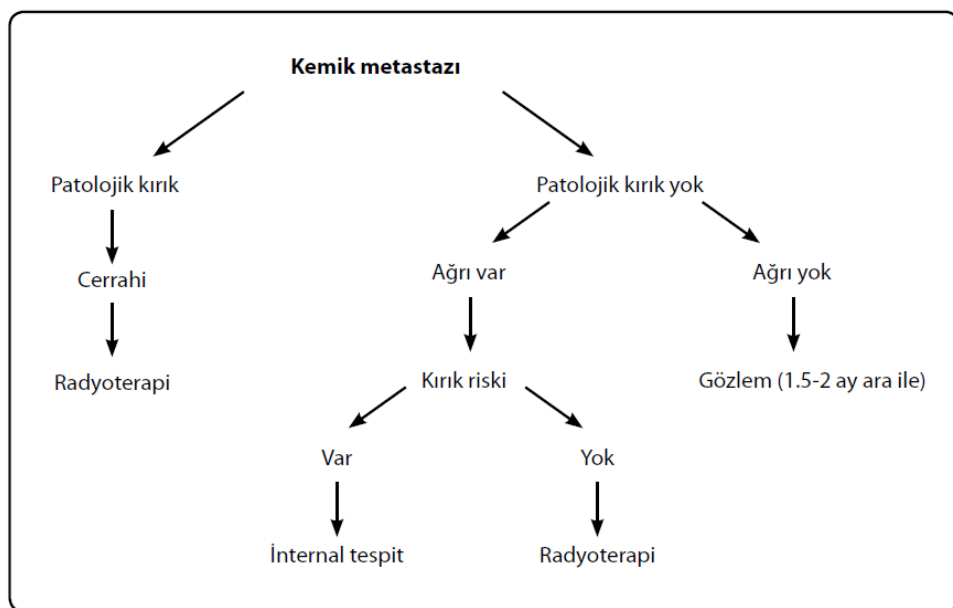 Kemik metastazı
Patolojik kırık
Patolojik kırık yok
Cerrahi
Ağrı var
Ağrı yok
Radyoterapi
Kırık riski
Gözlem (1.5-2 ay ara ile)
Var
Yok
İnternal tespit
Radyoterapi